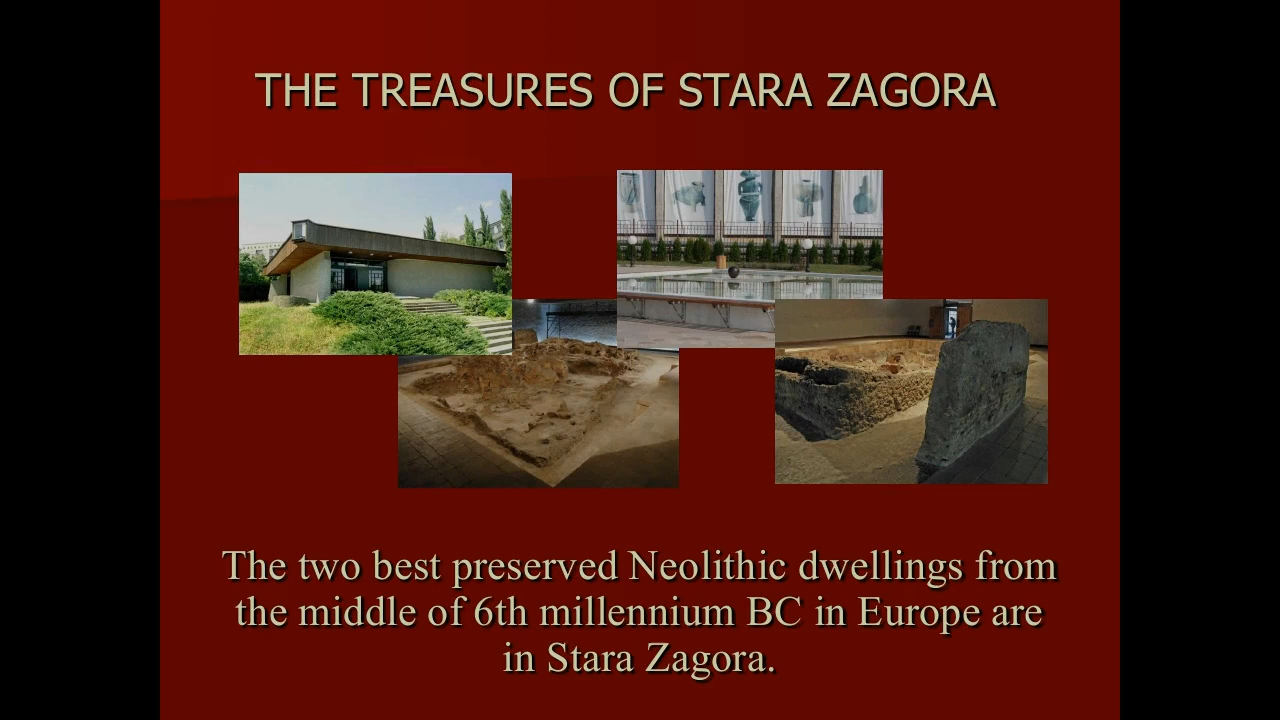 THE TREASURES OF STARA ZAGORA
The two best preserved Neolithic dwellings from
the middle of 6th millennium BC in Europe are
in Stara Zagora.